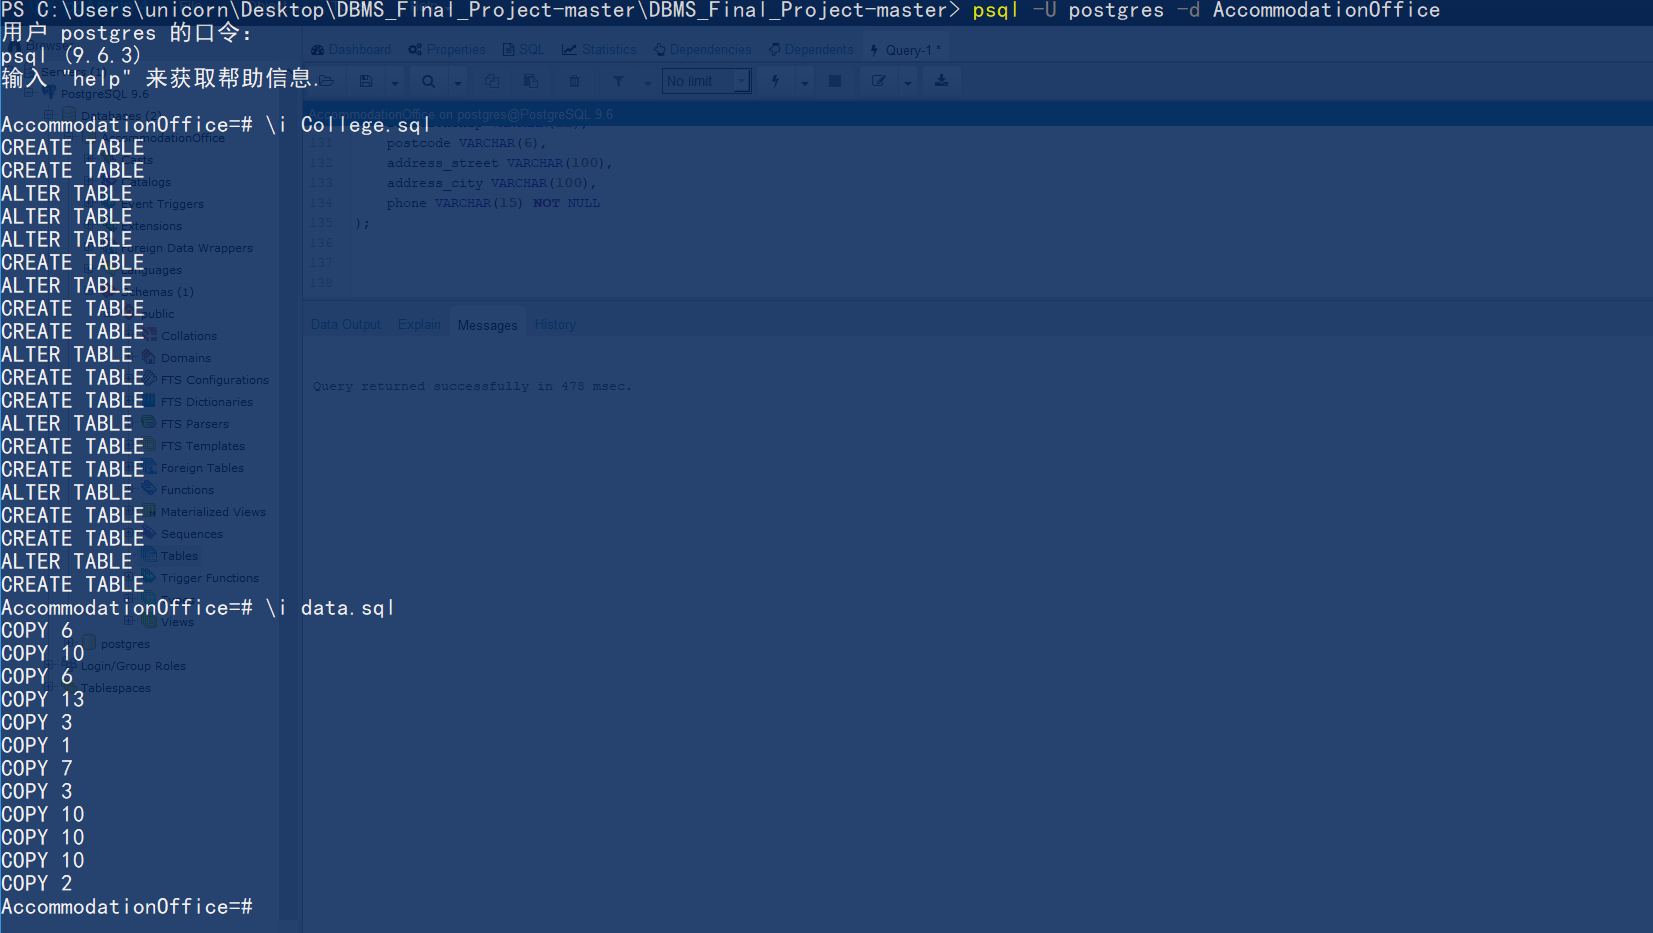 PS C:\Users\unicorn\Desktop\DBMS_Final_Project-master\DBMS_Final_Project-master> psql -U postgres -d AccommodationOffice
用户 postgres 的口令：
psql (9.6.3)
输入 "help" 来获取帮助信息.
AccommodationOffice=# \i College.sql
CREATE TABLE
CREATE TABLE
ALTER TABLE
ALTER TABLE
ALTER TABLE
CREATE TABLE
ALTER TABLE
CREATE TABLE
CREATE TABLE
ALTER TABLE
CREATE TABLE
CREATE TABLE
ALTER TABLE
CREATE TABLE
CREATE TABLE
ALTER TABLE
CREATE TABLE
CREATE TABLE
ALTER TABLE
CREATE TABLE
AccommodationOffice=# \i data.sql
COPY 6
COPY 10
COPY 6
COPY 13
COPY 3
COPY 1
COPY 7
COPY 3
COPY 10
COPY 10
COPY 10
COPY 2
AccommodationOffice=#
PostgreSQL 9.6
Catalogs
Event Triggers
Extensions
Foreign Data Wrappers
Languages
Schemas (1)
public
Collations
Domains
FTS Configurations
FTS Dictionaries
FTS Parsers
FTS Templates
Foreign Tables
Functions
Materialized Views
Sequences
Tables
Trigger Functions
Views
postgres
Login/Group Roles
Tablespaces
Dashboard Properties SQL Statistics Dependencies Dependents Query-1 *
No limit
AccommodationOffice on postgres@PostgreSQL 9.6
131 postcode VARCHAR(6),
132 address_street VARCHAR(100),
133 address_city VARCHAR(100),
134 phone VARCHAR(15) NOT NULL
135 );
136
137
138
Data Output Explain Messages History
Query returned successfully in 478 msec.